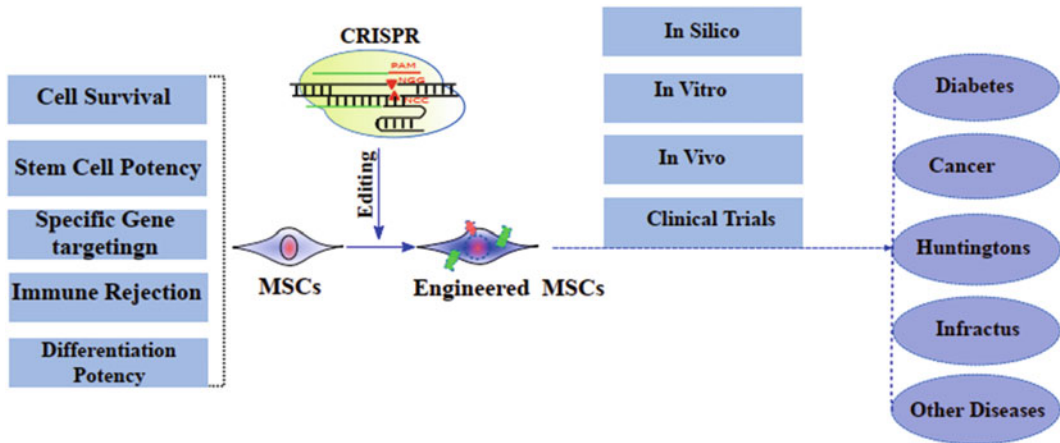 CRISPR
PAM
NGG
NCC
Editing
Cell Survival
Stem Cell Potency
Specific Gene
targetingn
Immune Rejection
Differentiation
Potency
MSCs
Engineered MSCs
In Silico
In Vitro
In Vivo
Clinical Trials
Diabetes
Cancer
Huntingtons
Infractus
Other Diseases